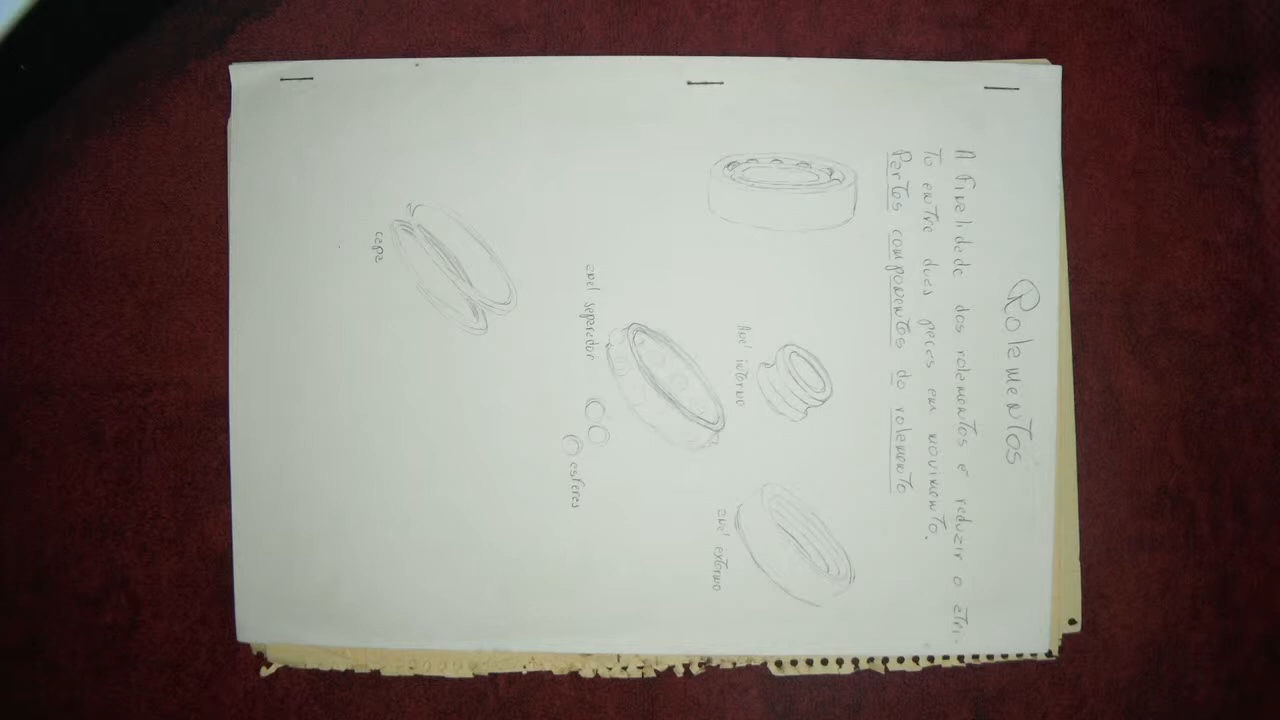 Rolamentos
A finalidade dos rolamentos é reduzir o atri-
to entre duas peças em movimento.
Partes componentes do rolamento
Anel interno
anel externo
anel separador
esferas
capa